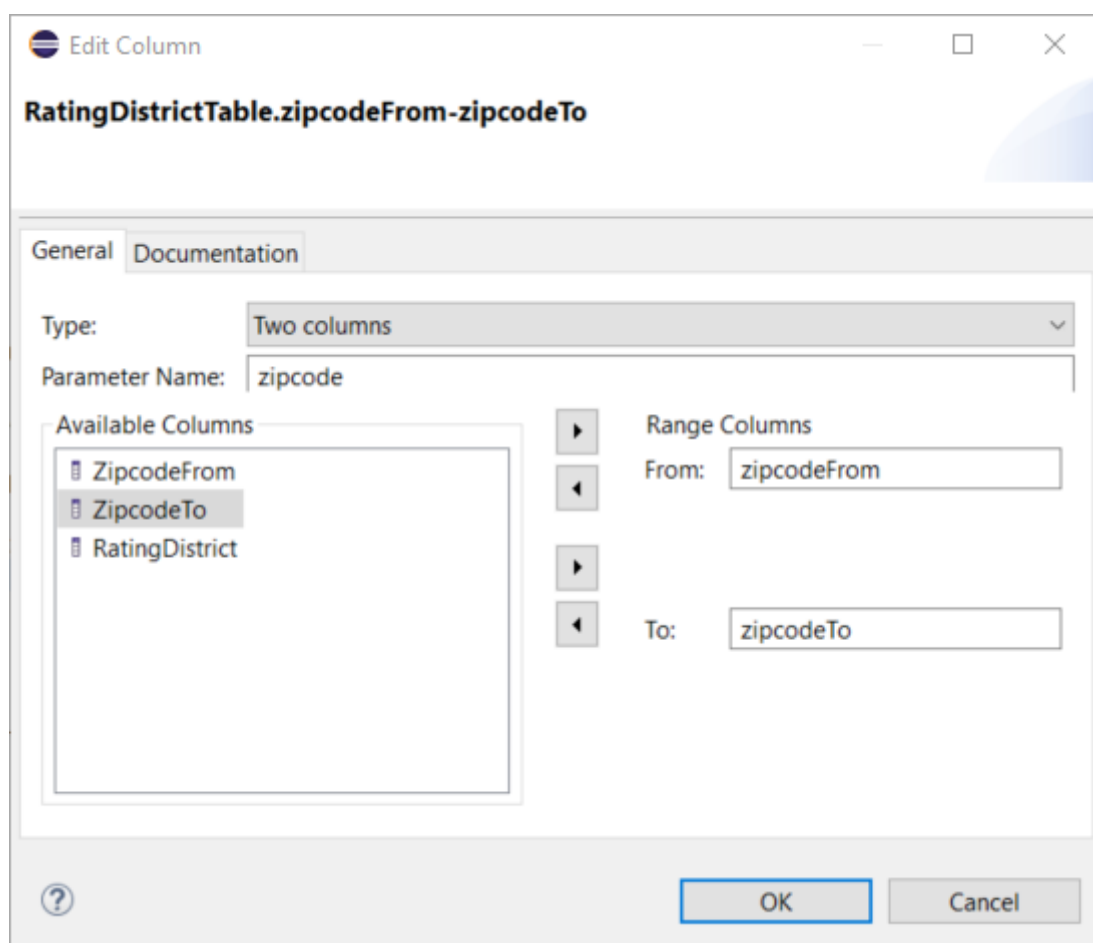 Edit Column
RatingDistrictTable.zipcodeFrom-zipcodeTo
General Documentation
Type: Two columns
Parameter Name: zipcode
Available Columns
ZipcodeFrom
ZipcodeTo
RatingDistrict
Range Columns
From: zipcodeFrom
To: zipcodeTo
? OK Cancel